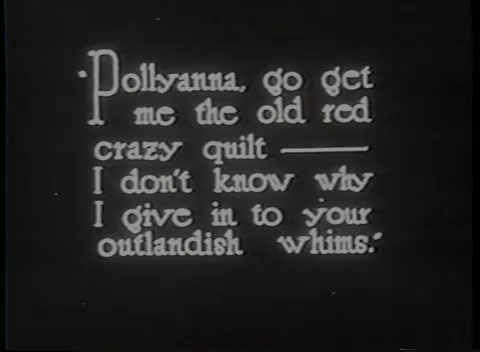 "Pollyanna, go get
me the old red
crazy quilt ——
I don't know why
I give in to your
outlandish whims."